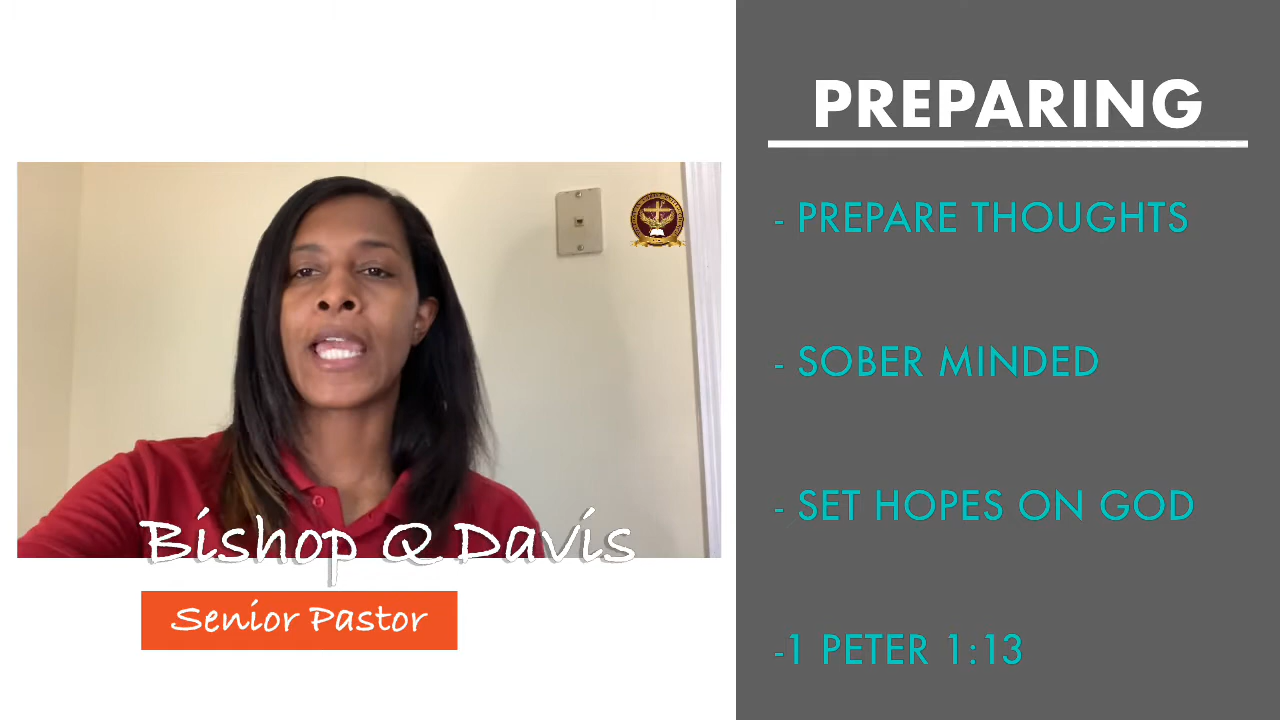 Bishop Q Davis
Senior Pastor
PREPARING
- PREPARE THOUGHTS
- SOBER MINDED
- SET HOPES ON GOD
-1 PETER 1:13